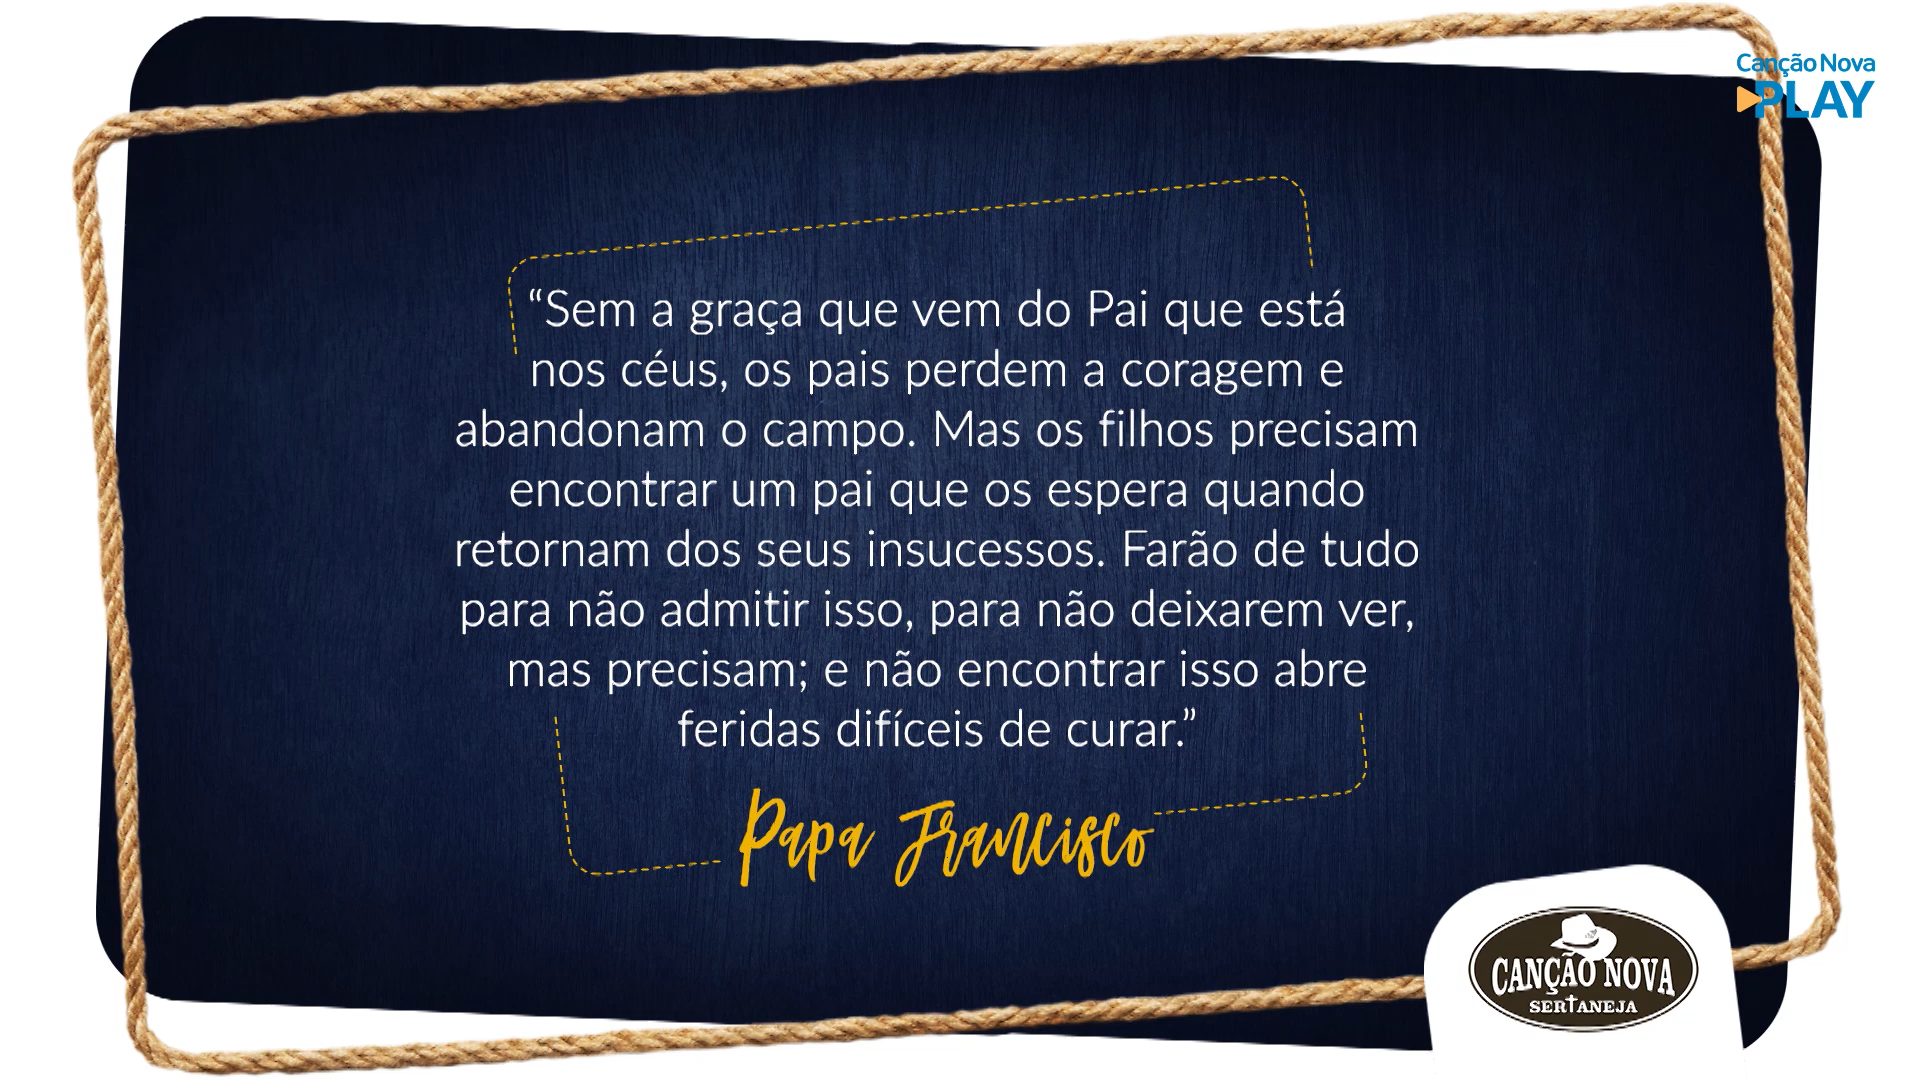 Canção Nova
PLAY
“Sem a graça que vem do Pai que está
nos céus, os pais perdem a coragem e
abandonam o campo. Mas os filhos precisam
encontrar um pai que os espera quando
retornam dos seus insucessos. Farão de tudo
para não admitir isso, para não deixarem ver,
mas precisam; e não encontrar isso abre
feridas difíceis de curar.”
Papa Francisco
CANÇÃO NOVA
SERTANEJA